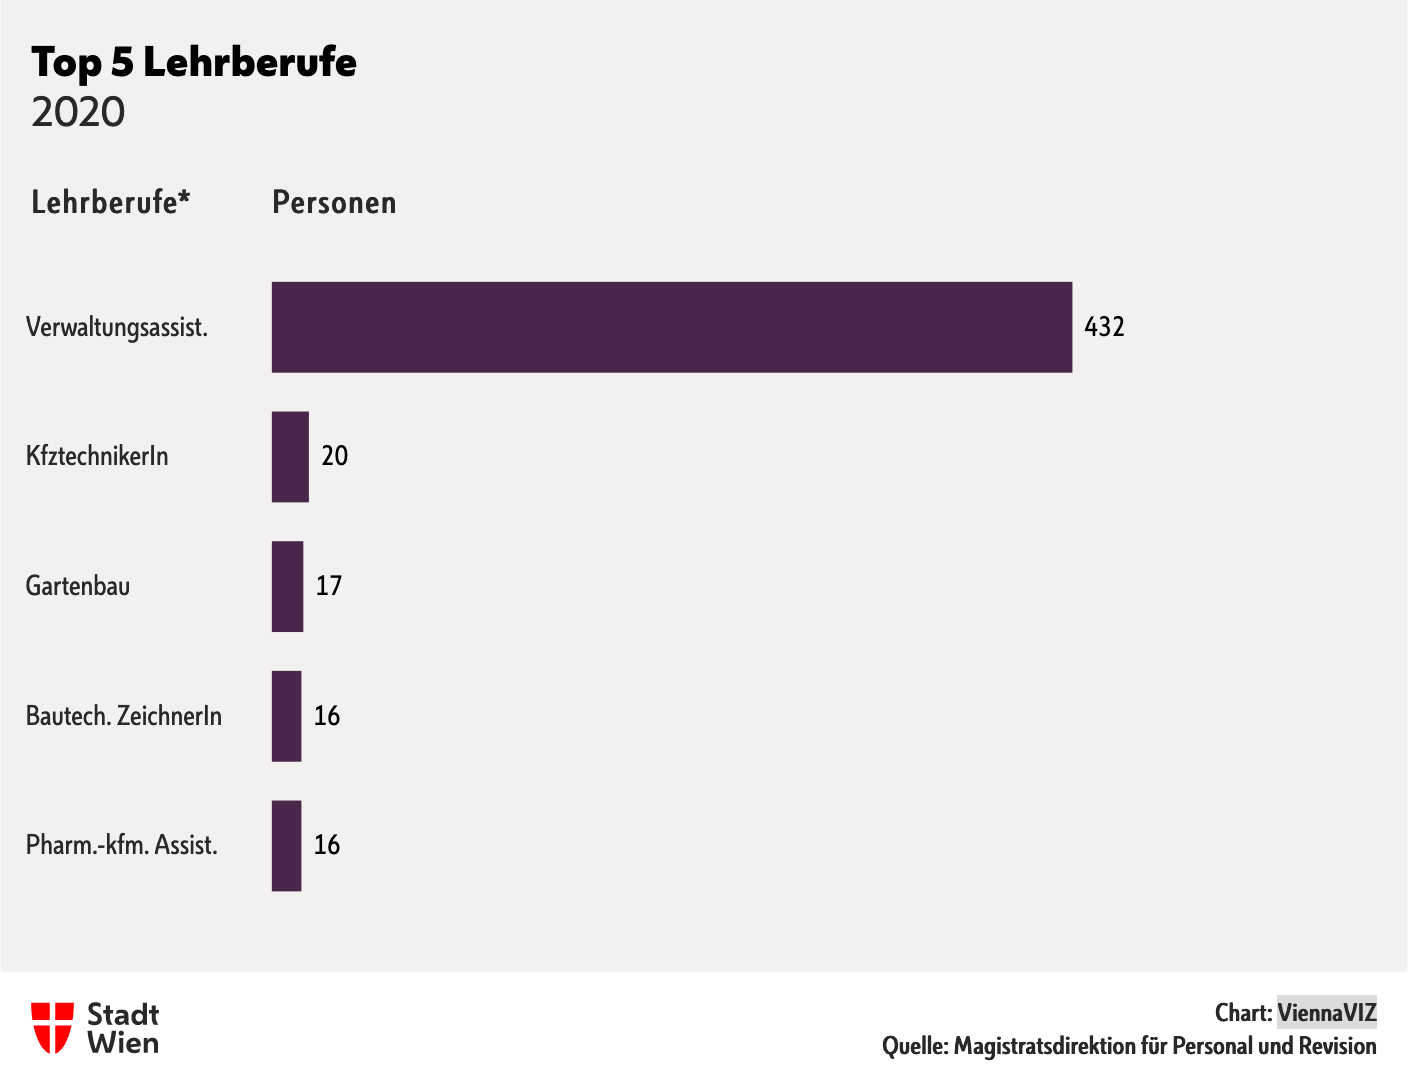 Top 5 Lehrberufe
2020
Lehrberufe* Personen
Verwaltungsassist. 432
KfztechnikerIn 20
Gartenbau 17
Bautech. ZeichnerIn 16
Pharm.-kfm. Assist. 16
Stadt
Wien
Chart: ViennaVIZ
Quelle: Magistratsdirektion für Personal und Revision